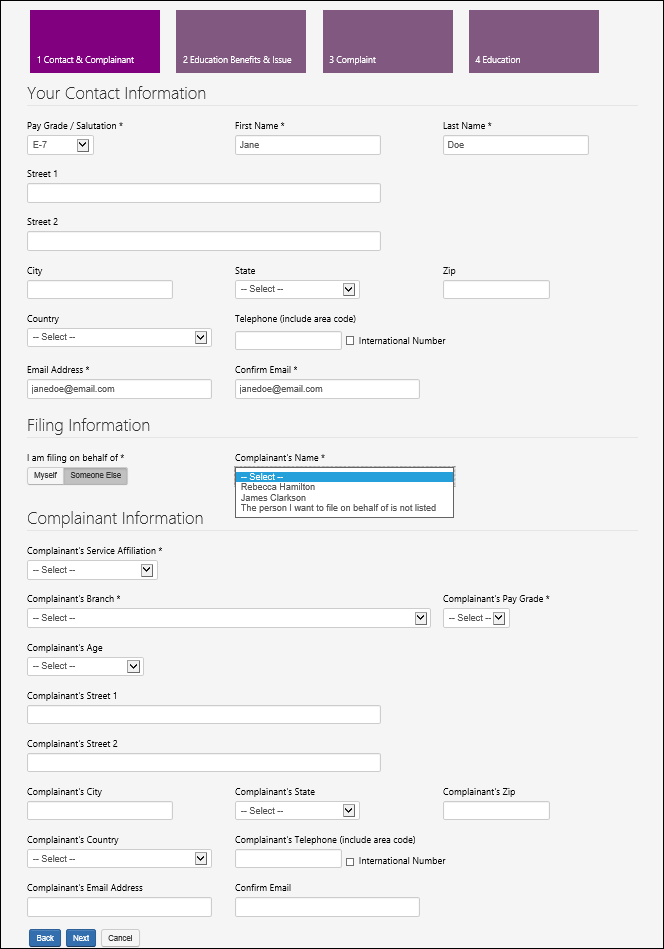 1 Contact & Complainant 2 Education Benefits & Issue 3 Complaint 4 Education
Your Contact Information
Pay Grade / Salutation * First Name * Last Name *
E-7 Jane Doe
Street 1
Street 2
City State Zip
-- Select --
Country Telephone (include area code)
-- Select -- International Number
Email Address * Confirm Email *
janedoe@email.com janedoe@email.com
Filing Information
I am filing on behalf of * Complainant's Name *
Myself Someone Else -- Select --
Rebecca Hamilton
James Clarkson
The person I want to file on behalf of is not listed
Complainant Information
Complainant's Service Affiliation *
-- Select --
Complainant's Branch * Complainant's Pay Grade *
-- Select -- -- Select --
Complainant's Age
-- Select --
Complainant's Street 1
Complainant's Street 2
Complainant's City Complainant's State Complainant's Zip
-- Select --
Complainant's Country Complainant's Telephone (include area code)
-- Select -- International Number
Complainant's Email Address Confirm Email
Back Next Cancel